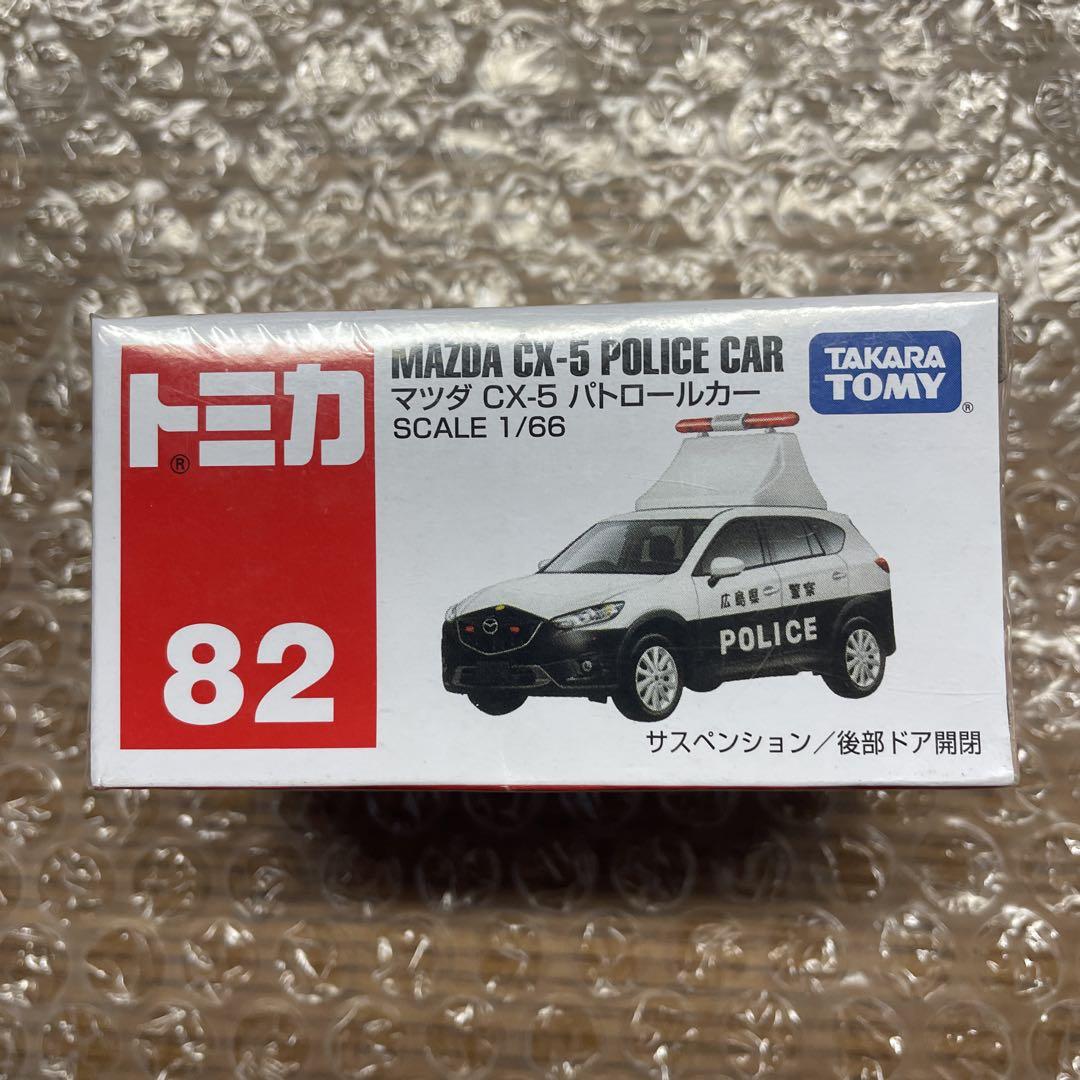 トミカ
®
82
MAZDA CX-5 POLICE CAR
マツダ CX-5 パトロールカー
SCALE 1/66
TAKARA
TOMY
®
広島県 警察
POLICE
サスペンション/後部ドア開閉